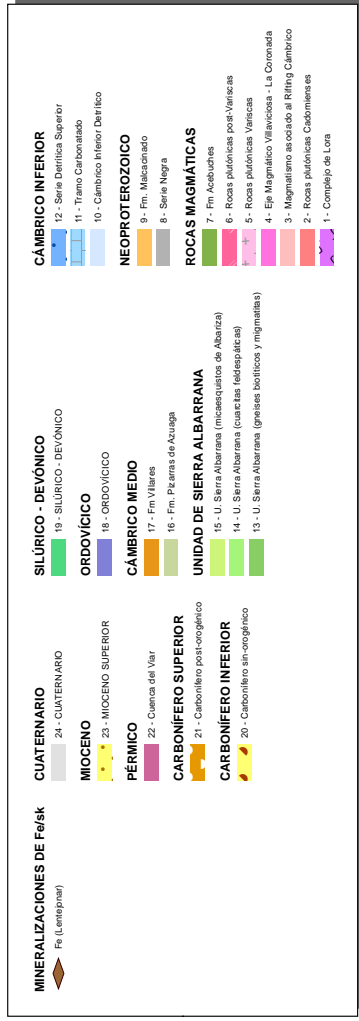 MINERALIZACIONES DE Fe/sk
Fe (Lentejonar)
CUATERNARIO
24 - CUATERNARIO
MIOCENO
23 - MIOCENO SUPERIOR
PÉRMICO
22 - Cuenca del Viar
CARBONÍFERO SUPERIOR
21 - Carbonífero post-orogénico
CARBONÍFERO INFERIOR
20 - Carbonífero sin-orogénico
SILÚRICO - DEVÓNICO
19 - SILÚRICO - DEVÓNICO
ORDOVÍCICO
18 - ORDOVÍCICO
CÁMBRICO MEDIO
17 - Fm Villares
16 - Fm. Pizarras de Azuaga
UNIDAD DE SIERRA ALBARRANA
15 - U. Sierra Albarrana (micaesquistos de Albariza)
14 - U. Sierra Albarrana (cuarcitas feldespáticas)
13 - U. Sierra Albarrana (gneises biotíticos y migmatitas)
CÁMBRICO INFERIOR
12 - Serie Detrítica Superior
11 - Tramo Carbonatado
10 - Cámbrico Inferior Detrítico
NEOPROTEROZOICO
9 - Fm. Malcocinado
8 - Serie Negra
ROCAS MAGMÁTICAS
7 - Fm Acebuches
6 - Rocas plutónicas post-Variscas
5 - Rocas plutónicas Variscas
4 - Eje Magmático Villaviciosa - La Coronada
3 - Magmatismo asociado al Rifting Cámbrico
2 - Rocas plutónicas Cadomienses
1 - Complejo de Lora